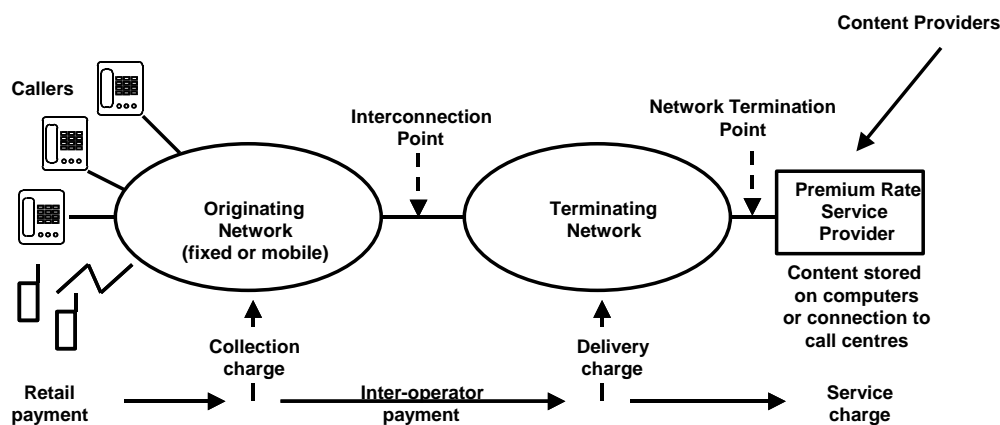 Content Providers
Callers
Interconnection
Point
Network Termination
Point
Originating
Network
(fixed or mobile)
Terminating
Network
Premium Rate
Service
Provider
Content stored
on computers
or connection to
call centres
Collection
charge
Delivery
charge
Retail
payment
Inter-operator
payment
Service
charge